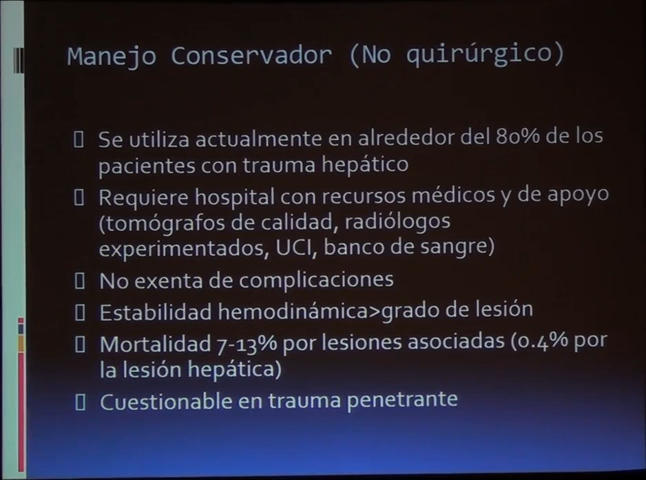 Manejo Conservador (No quirúrgico)
Se utiliza actualmente en alrededor del 80% de los
pacientes con trauma hepático
Requiere hospital con recursos médicos y de apoyo
(tomógrafos de calidad, radiólogos
experimentados, UCI, banco de sangre)
No exenta de complicaciones
Estabilidad hemodinámica>grado de lesión
Mortalidad 7-13% por lesiones asociadas (0.4% por
la lesión hepática)
Cuestionable en trauma penetrante